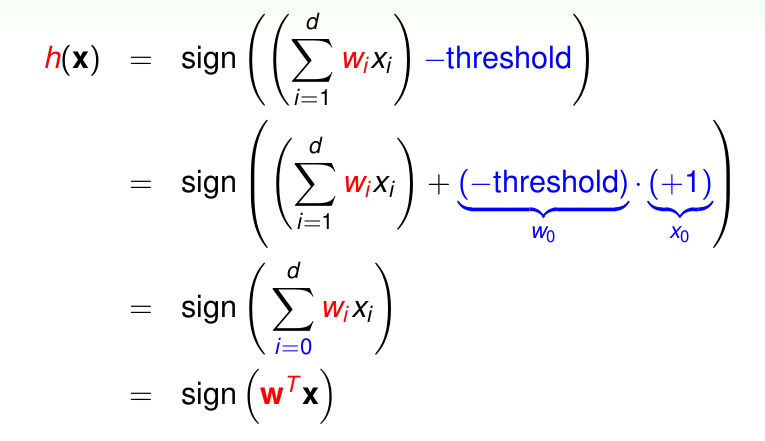 h(x) = sign ( ( ∑_{i=1}^{d} w_i x_i ) −threshold )
= sign ( ( ∑_{i=1}^{d} w_i x_i ) + (−threshold) · (+1) )
w_0 x_0
= sign ( ∑_{i=0}^{d} w_i x_i )
= sign ( w^T x )